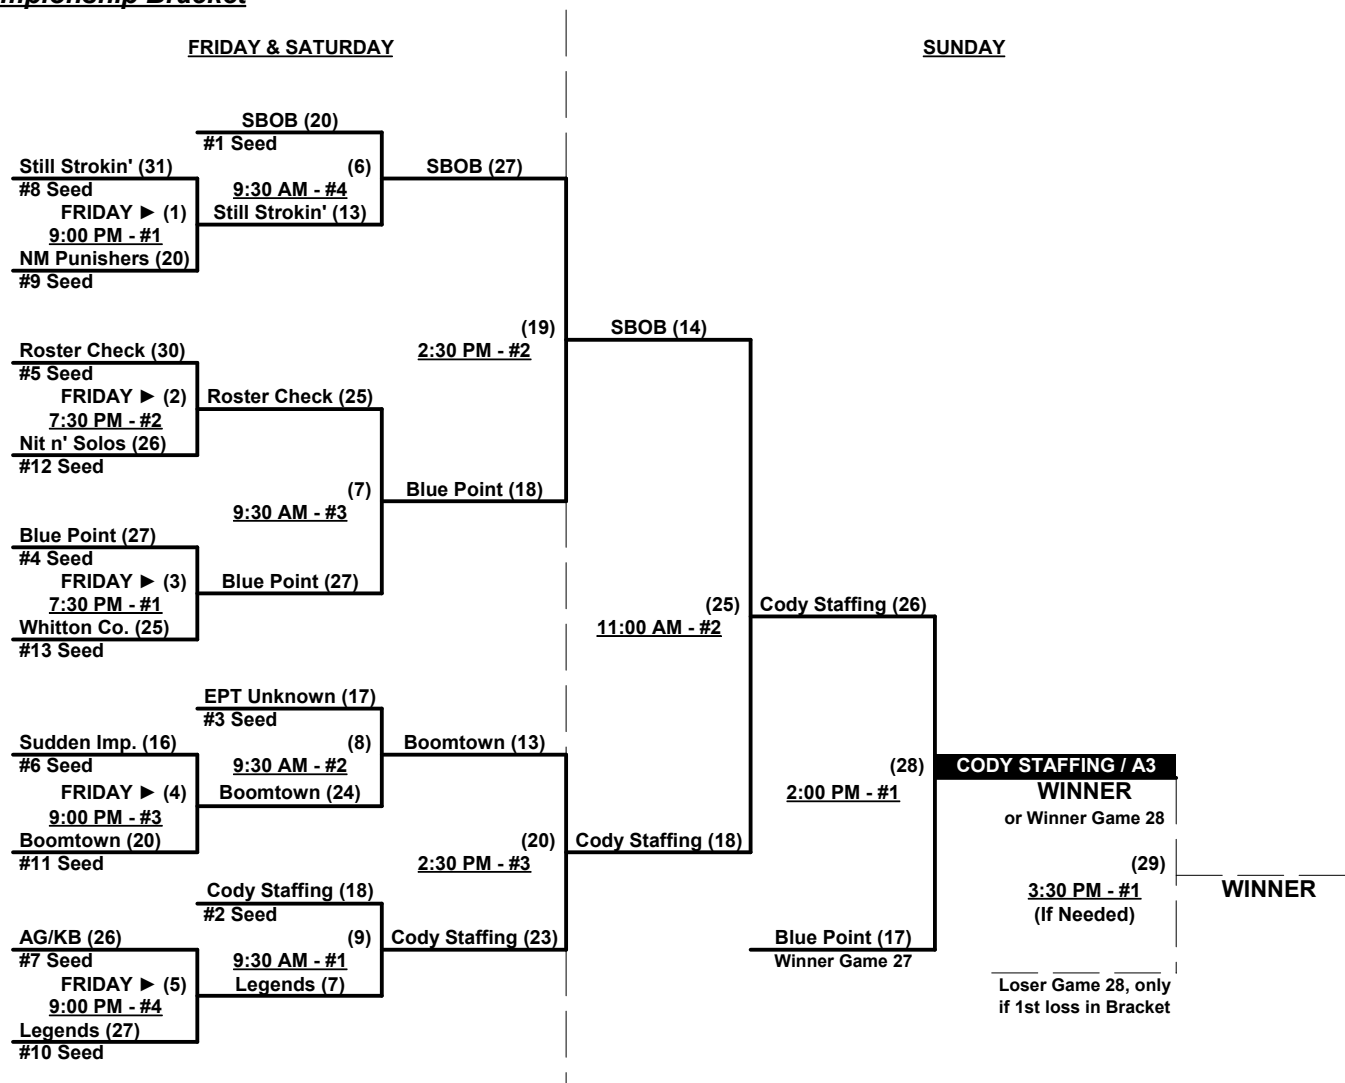 mpionship Bracket
FRIDAY & SATURDAY
SUNDAY
SBOB (20)
#1 Seed
Still Strokin' (31)
(6)
SBOB (27)
#8 Seed
9:30 AM - #4
FRIDAY ► (1)
Still Strokin' (13)
9:00 PM - #1
NM Punishers (20)
#9 Seed
(19)
SBOB (14)
Roster Check (30)
2:30 PM - #2
#5 Seed
FRIDAY ► (2)
Roster Check (25)
7:30 PM - #2
Nit n' Solos (26)
#12 Seed
(7)
Blue Point (18)
9:30 AM - #3
Blue Point (27)
#4 Seed
FRIDAY ► (3)
Blue Point (27)
7:30 PM - #1
(25)
Cody Staffing (26)
Whitton Co. (25)
11:00 AM - #2
#13 Seed
EPT Unknown (17)
#3 Seed
Sudden Imp. (16)
(8)
Boomtown (13)
#6 Seed
9:30 AM - #2
(28)
CODY STAFFING / A3
FRIDAY ► (4)
Boomtown (24)
2:00 PM - #1
WINNER
9:00 PM - #3
or Winner Game 28
Boomtown (20)
(20)
Cody Staffing (18)
#11 Seed
2:30 PM - #3
(29)
Cody Staffing (18)
3:30 PM - #1
WINNER
#2 Seed
(If Needed)
AG/KB (26)
(9)
Cody Staffing (23)
Blue Point (17)
#7 Seed
9:30 AM - #1
Winner Game 27
FRIDAY ► (5)
Legends (7)
Loser Game 28, only
9:00 PM - #4
if 1st loss in Bracket
Legends (27)
#10 Seed